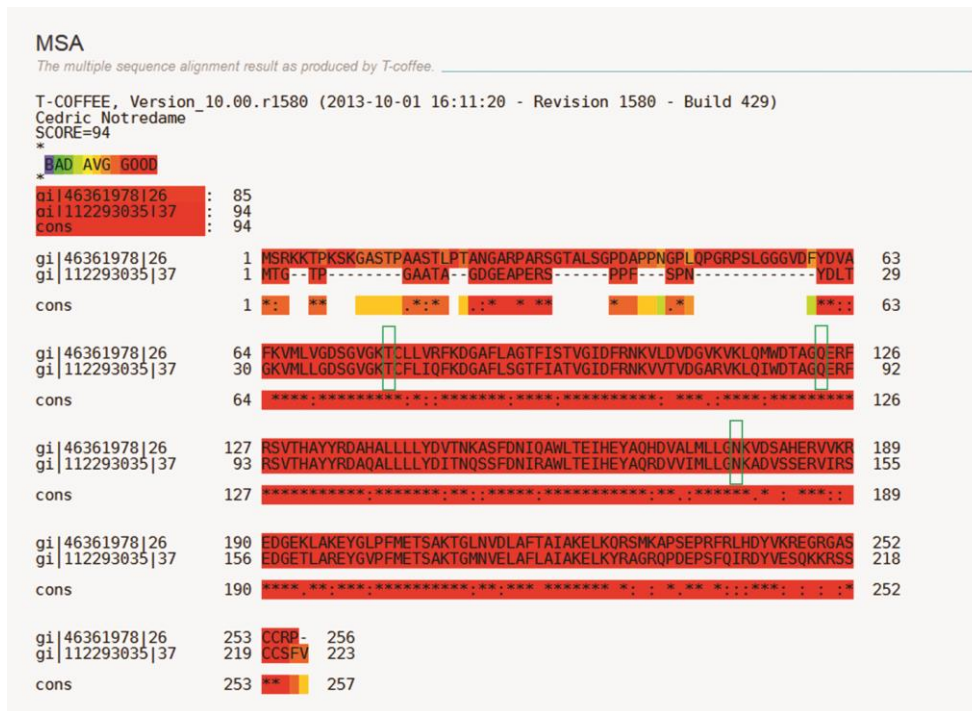 MSA
The multiple sequence alignment result as produced by T-coffee.
T-COFFEE, Version_10.00.r1580 (2013-10-01 16:11:20 - Revision 1580 - Build 429)
Cedric Notredame
SCORE=94
*
BAD AVG GOOD
*
gi|46361978|26 : 85
gi|112293035|37 : 94
cons : 94
gi|46361978|26 1 MSRKKTPKSKGASTPAASTLPTANGARPARSGTALSGPDAPPNGPLQPGRPSLGGGVDFYDVA 63
gi|112293035|37 1 MTG--TP--------GAATA--GDGEAPERS------PPF---SPN-------------YDLT 29
cons 1 *:  **        .*:*  .:*  * **      *     .*             **:: 63
gi|46361978|26 64 FKVMLVGDSGVGKTCLLVRFKDGAFLAGTFISTVGIDFRNKVLDVDGVKVKLQMWDTAGQERF 126
gi|112293035|37 30 GKVMLLGDSGVGKTCFLIQFKDGAFLSGTFIATVGIDFRNKVVTVDGARVKLQIWDTAGQERF 92
cons 64 ****:*********:*::*******:****:**********: ***.:****:********* 126
gi|46361978|26 127 RSVTHAYYRDAHALLLLYDVTNKASFDNIQAWLTEIHEYAQHDVALMLLGNKVDSAHERVVKR 189
gi|112293035|37 93 RSVTHAYYRDAQALLLLYDITNQSSFDNIRAWLTEIHEYAQRDVVIMLLGNKADVSSERVIRS 155
cons 127 ***********:*******:**::*****:***********:**.:******.* : ***:: 189
gi|46361978|26 190 EDGEKLAKEYGLPFMETSAKTGLNVDLAFTAIAKELKQRSMKAPSEPRFRLHDYVKREGRGAS 252
gi|112293035|37 156 EDGETLAREYGVPFMETSAKTGMNVELAFLAIAKELKYRAGRQPDEPSFQIRDYVESQKKRSS 218
cons 190 ****.**:***:**********:**:*** ******* *: : *.** *:::***: : : :* 252
gi|46361978|26 253 CCRP- 256
gi|112293035|37 219 CCSFV 223
cons 253 ** 257